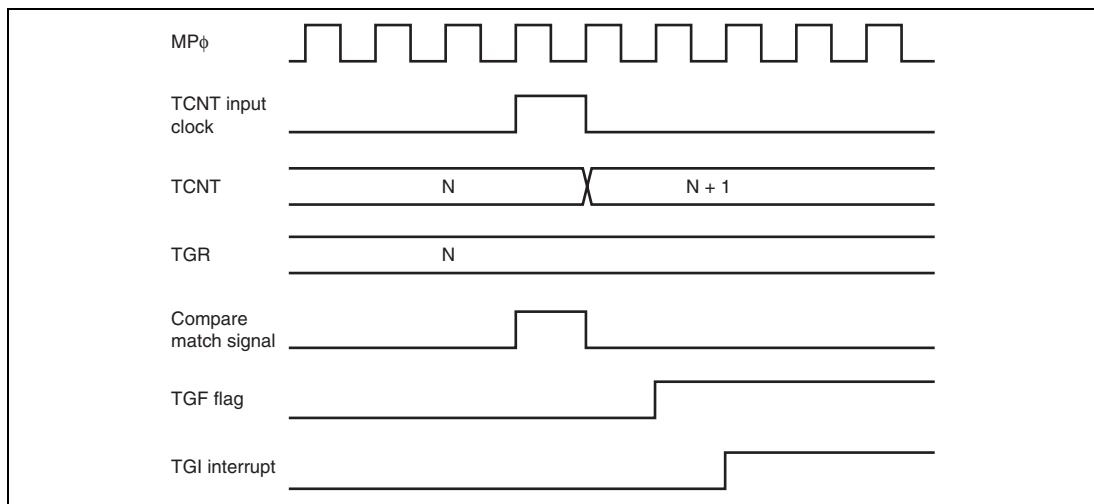 MPϕ
TCNT input
clock
TCNT
N
N + 1
TGR
N
Compare
match signal
TGF flag
TGI interrupt